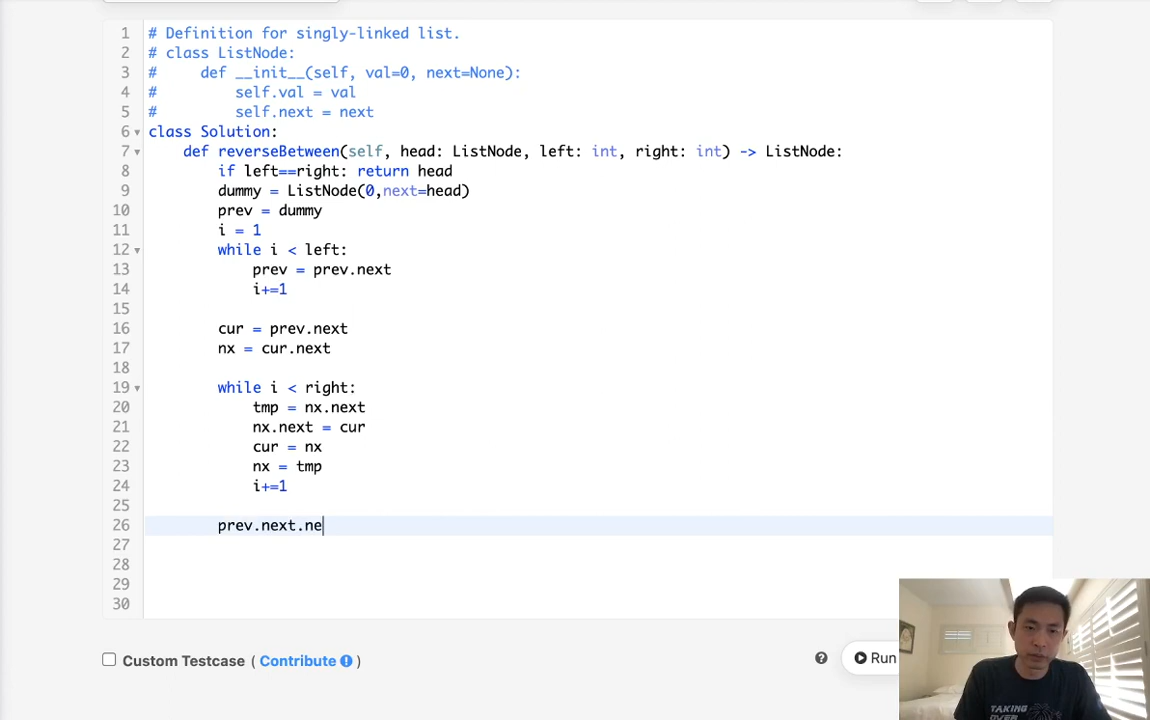 1 # Definition for singly-linked list.
2 # class ListNode:
3 #     def __init__(self, val=0, next=None):
4 #         self.val = val
5 #         self.next = next
6 class Solution:
7     def reverseBetween(self, head: ListNode, left: int, right: int) -> ListNode:
8         if left==right: return head
9         dummy = ListNode(0,next=head)
10         prev = dummy
11         i = 1
12         while i < left:
13             prev = prev.next
14             i+=1
15
16         cur = prev.next
17         nx = cur.next
18
19         while i < right:
20             tmp = nx.next
21             nx.next = cur
22             cur = nx
23             nx = tmp
24             i+=1
25
26         prev.next.ne
27
28
29
30
Custom Testcase ( Contribute )
? Run
TAKING
OVER